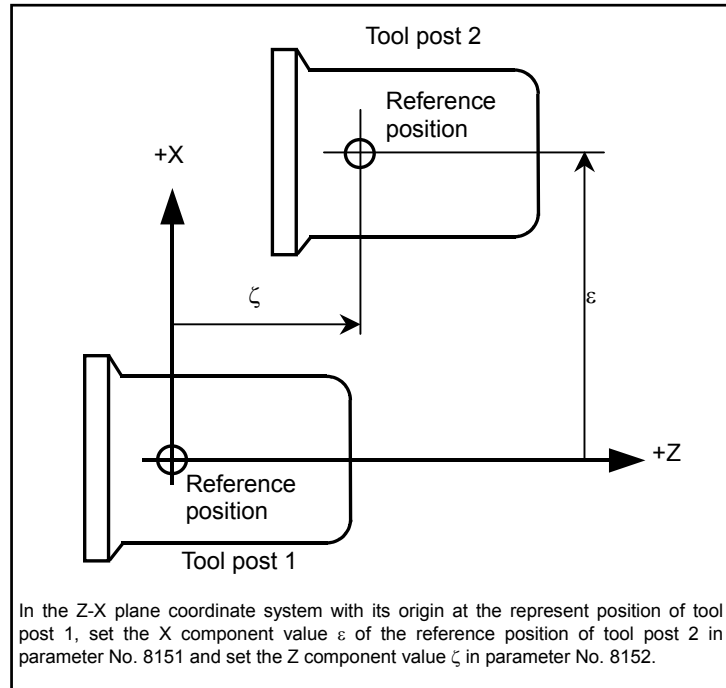 Tool post 2
Reference
position
+X
ζ
ε
+Z
Reference
position
Tool post 1
In the Z-X plane coordinate system with its origin at the represent position of tool
post 1, set the X component value ε of the reference position of tool post 2 in
parameter No. 8151 and set the Z component value ζ in parameter No. 8152.